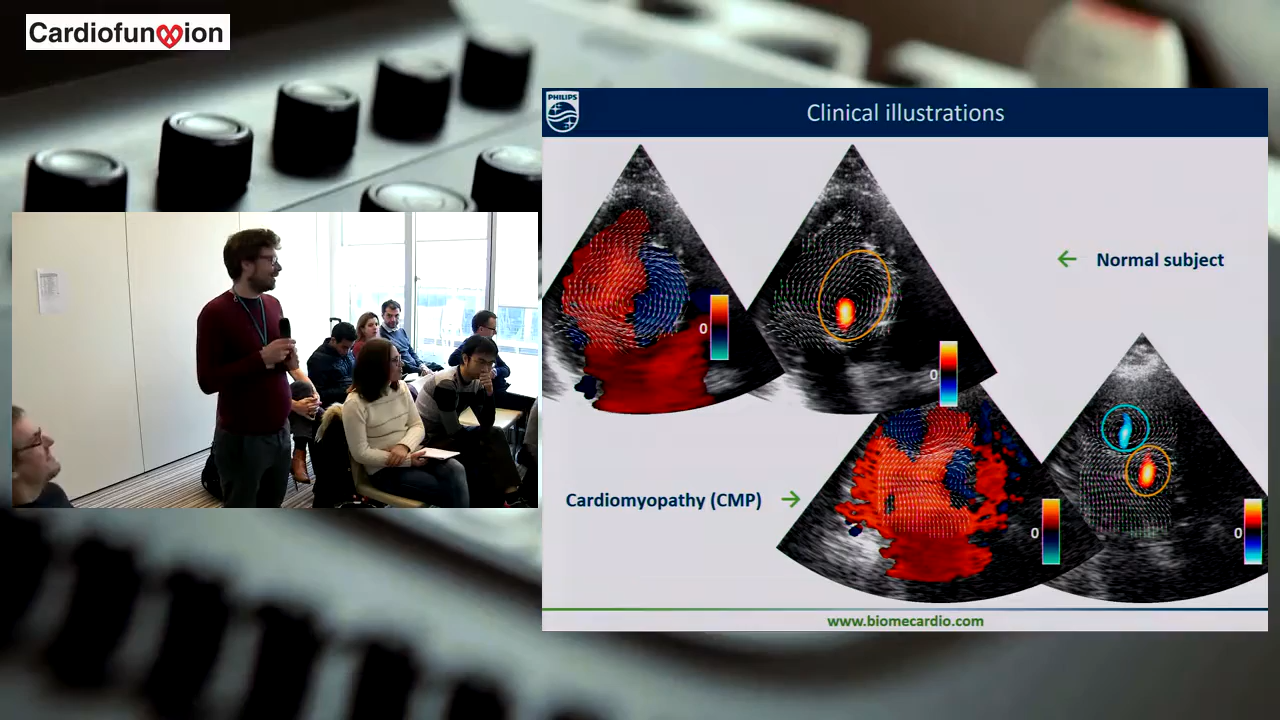 Cardiofunxion
PHILIPS
Clinical illustrations
← Normal subject
0
0
Cardiomyopathy (CMP) →
0
0
www.biomecardio.com